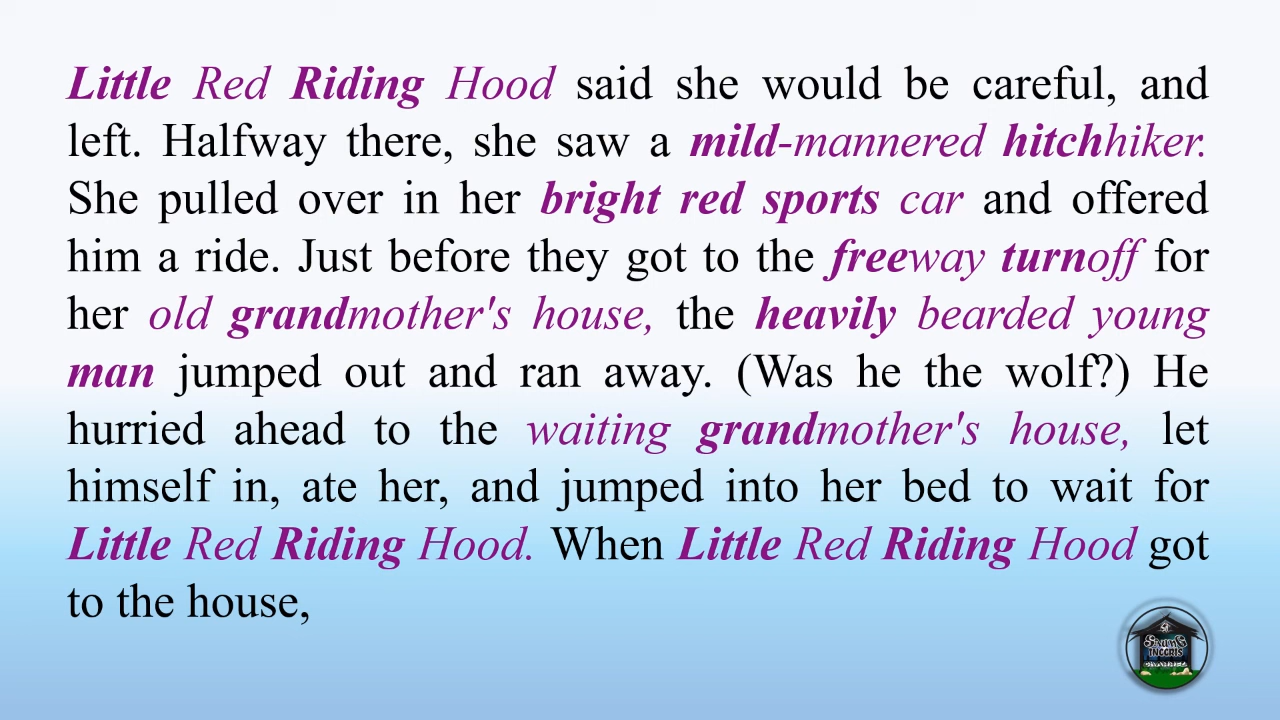 Little Red Riding Hood said she would be careful, and
left. Halfway there, she saw a mild-mannered hitchhiker.
She pulled over in her bright red sports car and offered
him a ride. Just before they got to the freeway turnoff for
her old grandmother's house, the heavily bearded young
man jumped out and ran away. (Was he the wolf?) He
hurried ahead to the waiting grandmother's house, let
himself in, ate her, and jumped into her bed to wait for
Little Red Riding Hood. When Little Red Riding Hood got
to the house,
INGGRIS